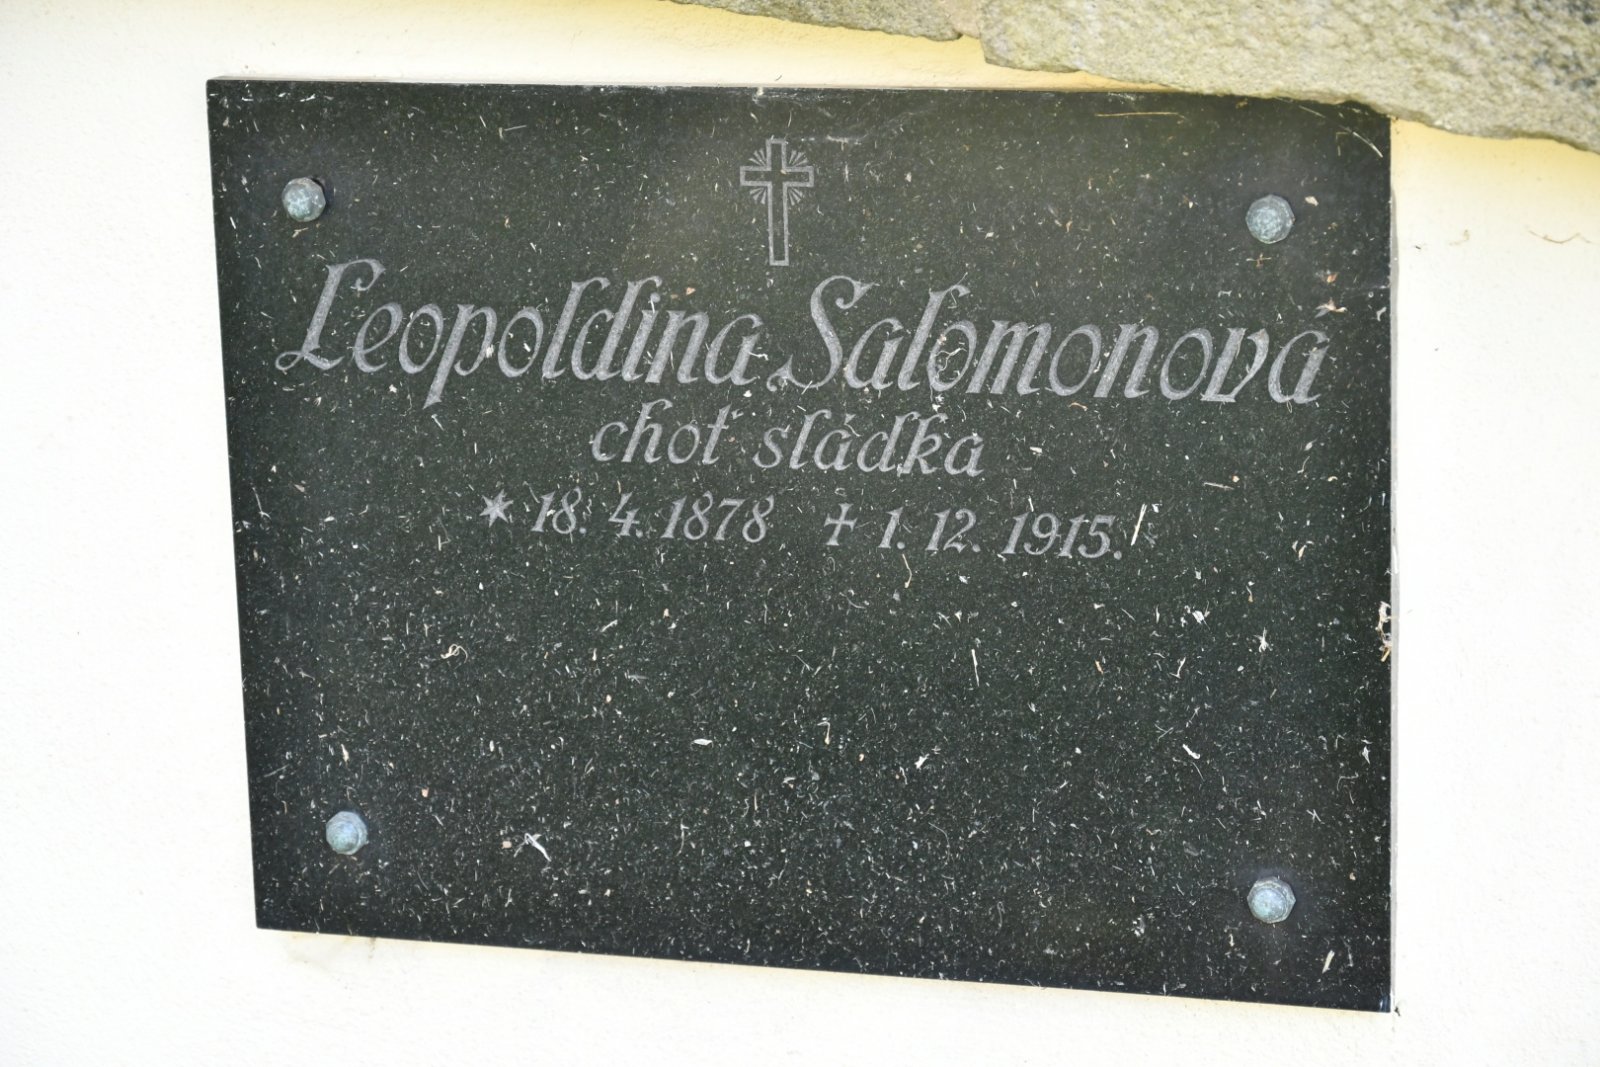 Leopoldina Salomonová
choť sládka
* 18. 4. 1878 ✝ 1. 12. 1915.